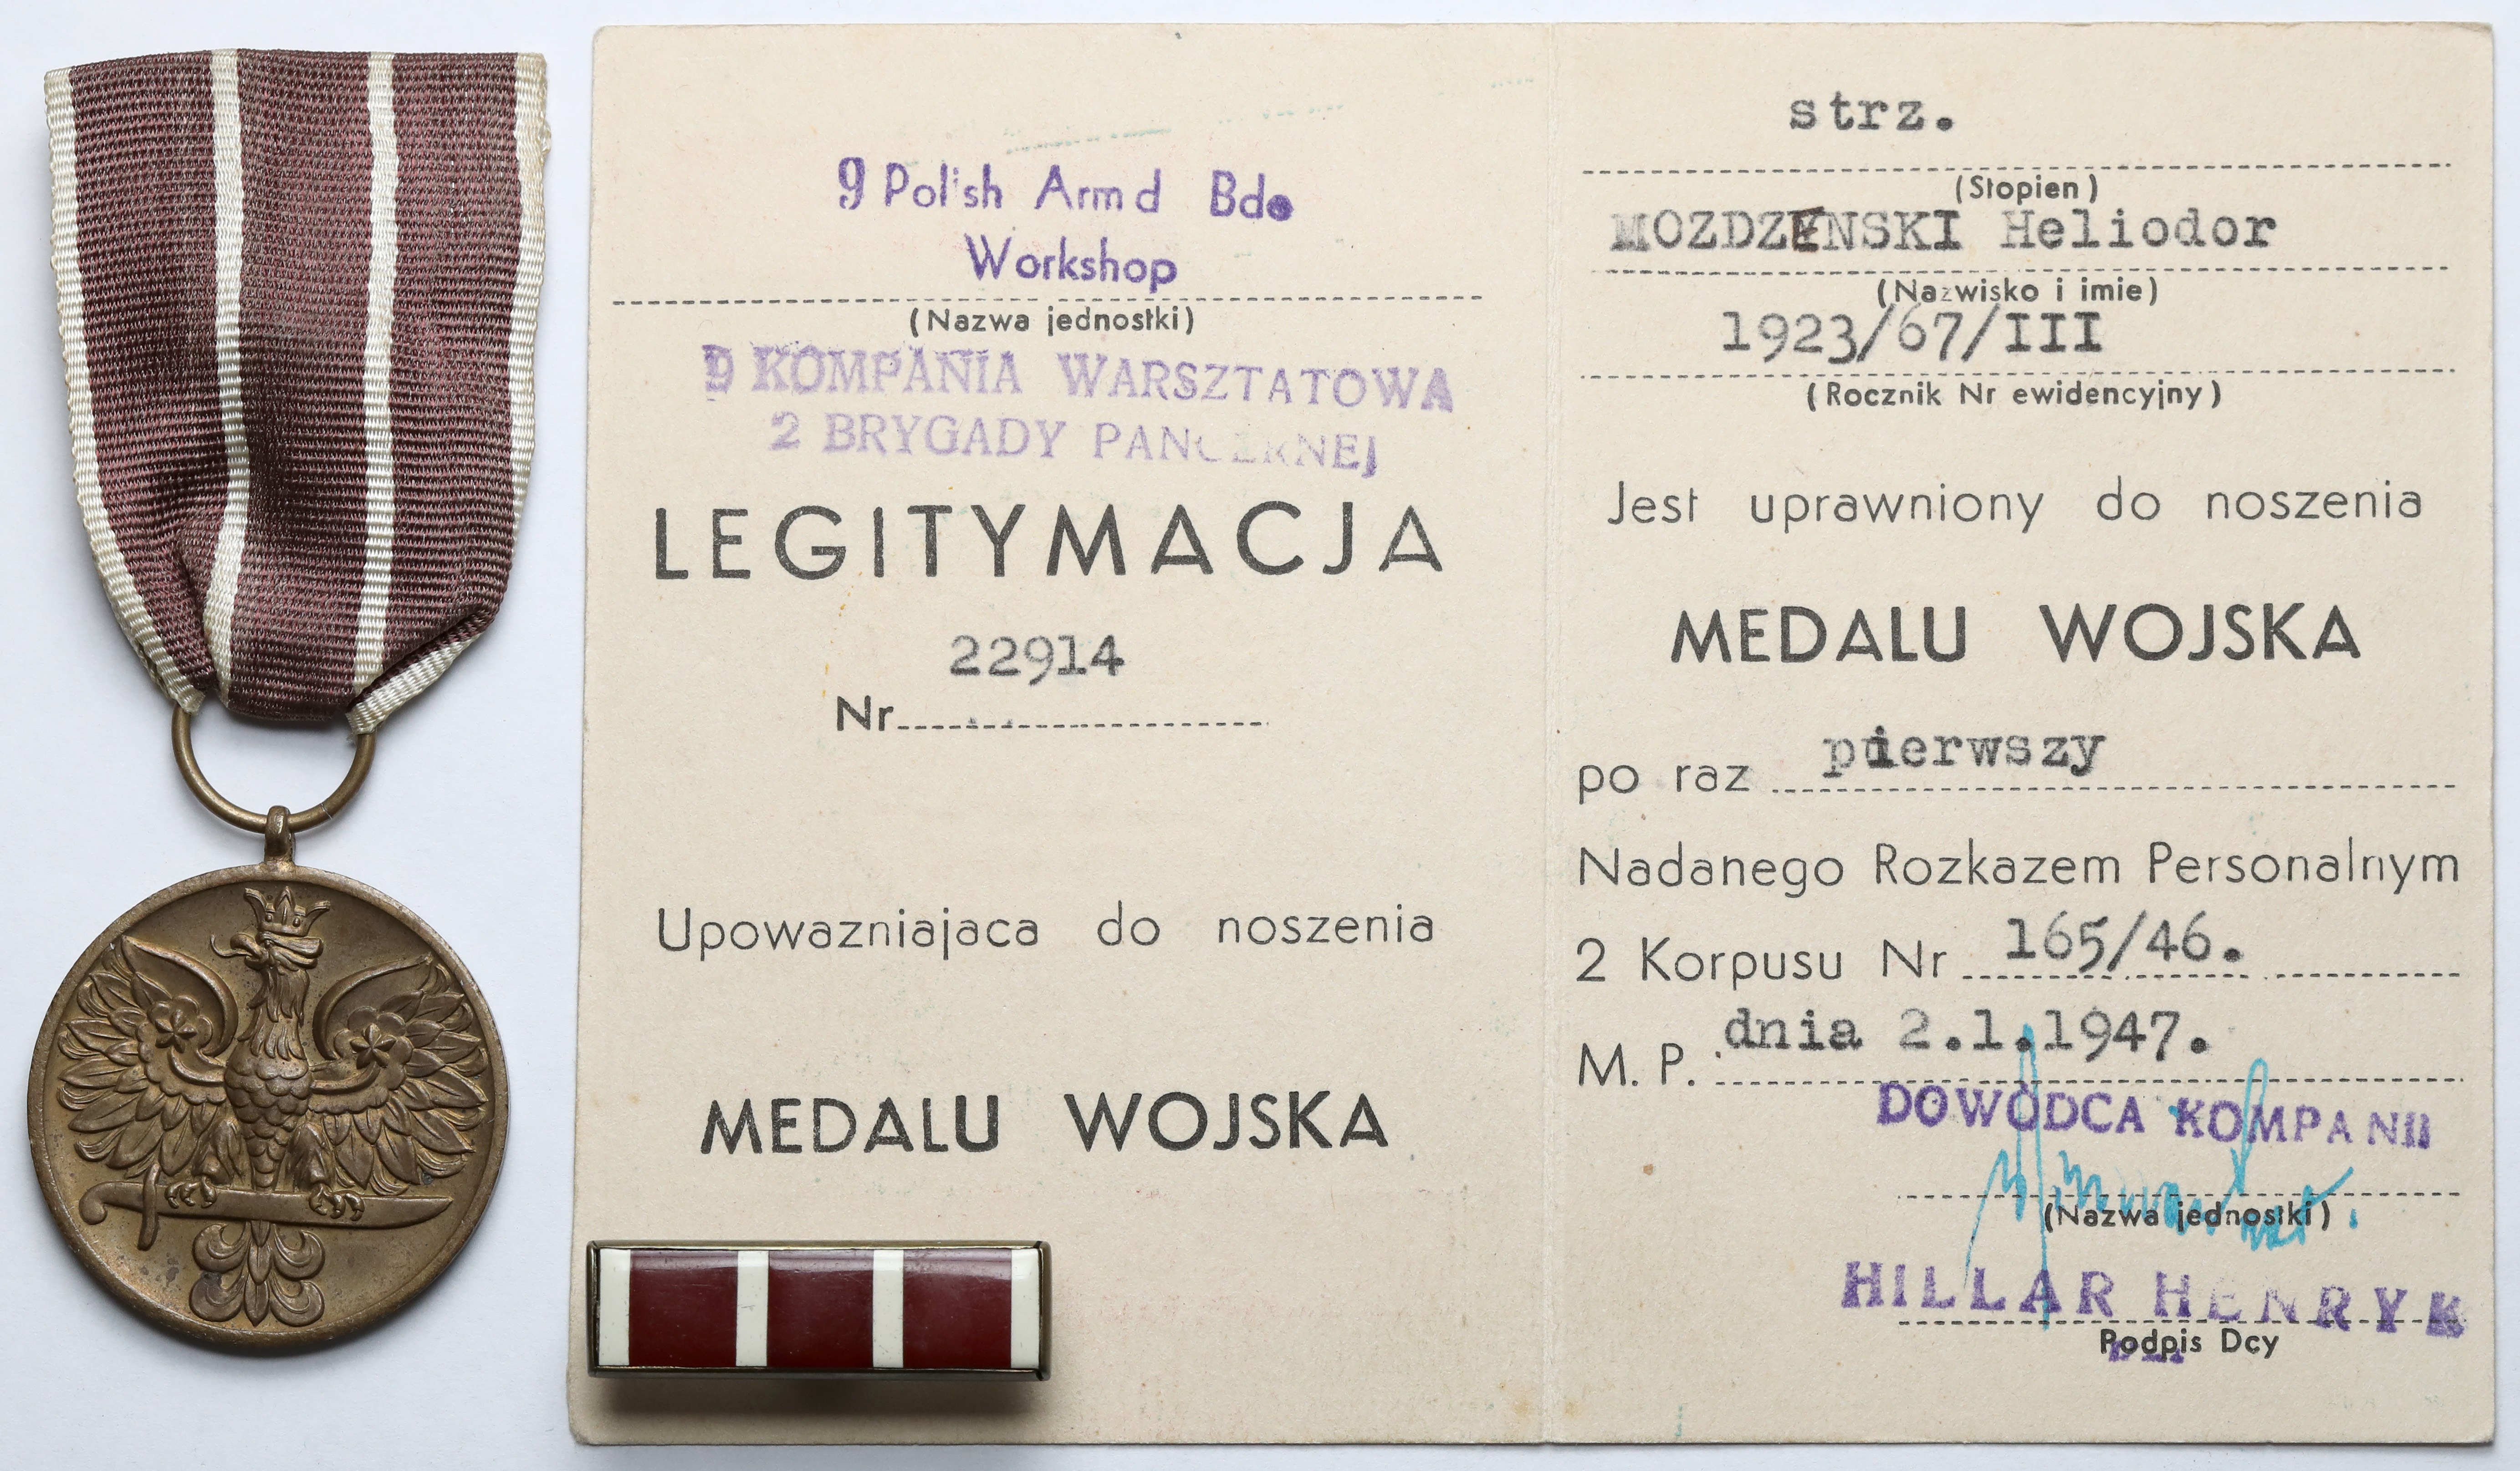 9 Polish Armd Bde
Workshop
(Nazwa jednostki)
9 KOMPANIA WARSZTATOWA
2 BRYGADY PANCERNEJ
LEGITYMACJA
22914
Nr
Upowazniajaca do noszenia
MEDALU WOJSKA
strz.
(Stopien)
MOZDZENSKI Heliodor
(Nazwisko i imie)
1923/67/III
(Rocznik Nr ewidencyjny)
Jest uprawniony do noszenia
MEDALU WOJSKA
po raz pierwszy
Nadanego Rozkazem Personalnym
2 Korpusu Nr 165/46.
M. P. dnia 2.1.1947.
DOWODCA KOMPANII
(Nazwa jednostki)
HILLAR HENRYK
Podpis Dcy